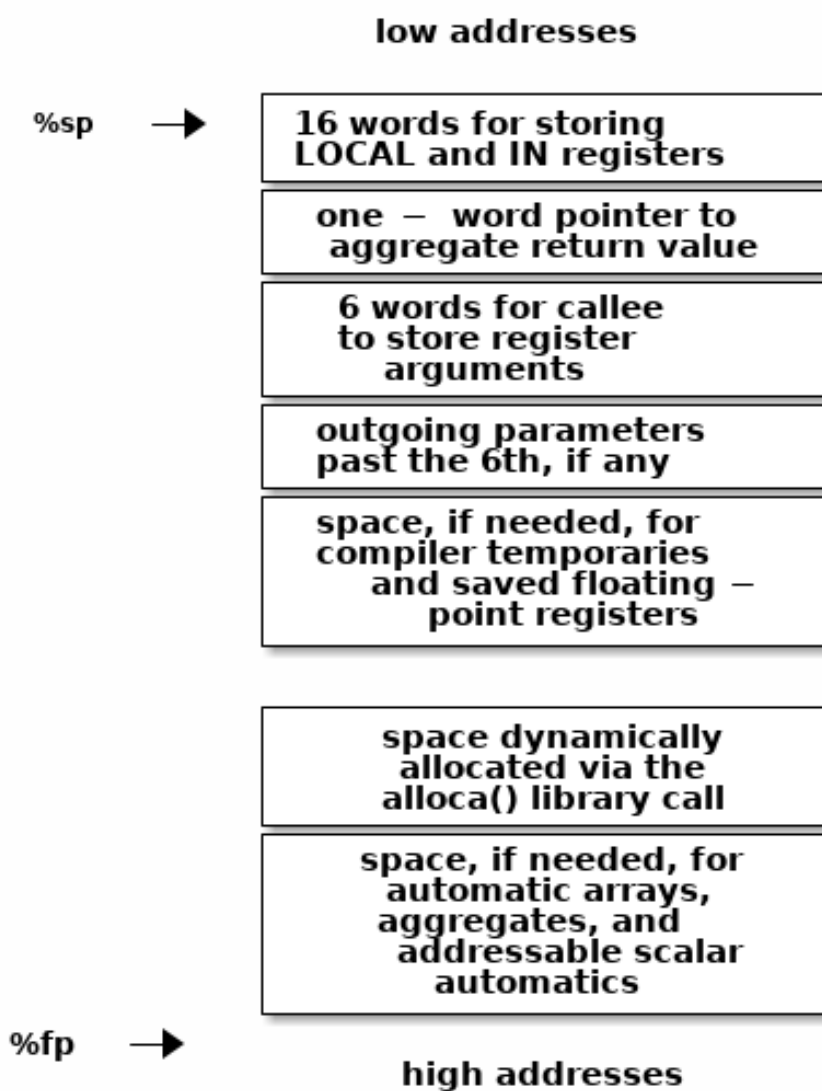 low addresses
%sp
16 words for storing
LOCAL and IN registers
one – word pointer to
aggregate return value
6 words for callee
to store register
arguments
outgoing parameters
past the 6th, if any
space, if needed, for
compiler temporaries
and saved floating –
point registers
space dynamically
allocated via the
alloca() library call
space, if needed, for
automatic arrays,
aggregates, and
addressable scalar
automatics
%fp
high addresses